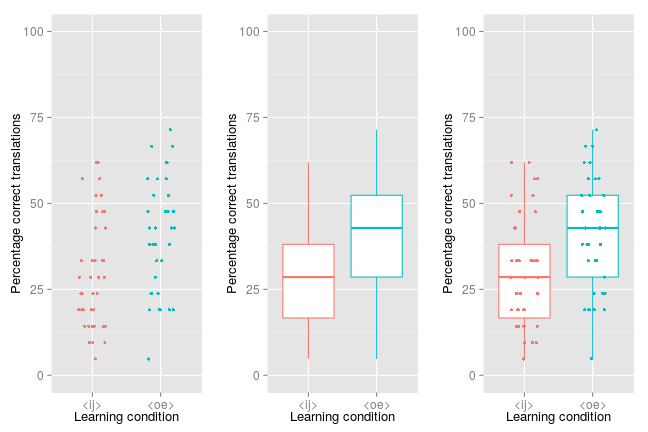 Percentage correct translations
100
75
50
25
0
<ij> <oe>
Learning condition
Percentage correct translations
100
75
50
25
0
<ij> <oe>
Learning condition
Percentage correct translations
100
75
50
25
0
<ij> <oe>
Learning condition